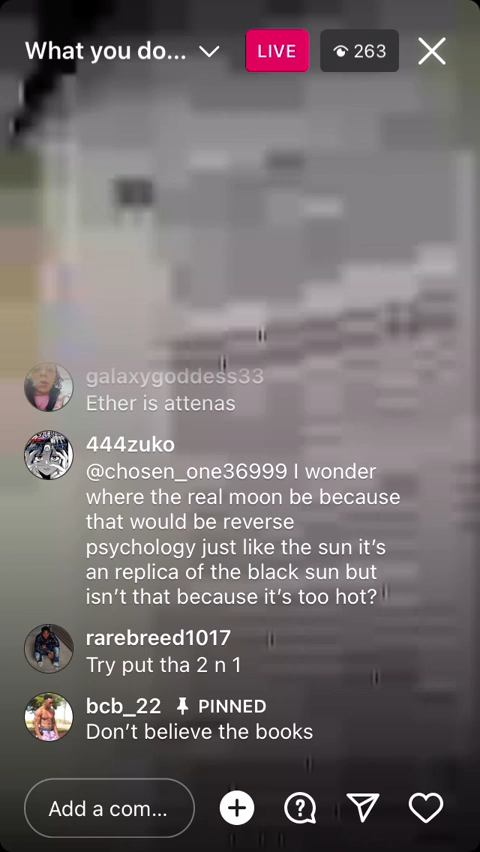 What you do...
LIVE
263
galaxygoddess33
Ether is attenas
444zuko
@chosen_one36999 I wonder
where the real moon be because
that would be reverse
psychology just like the sun it's
an replica of the black sun but
isn't that because it's too hot?
rarebreed1017
Try put tha 2 n 1
bcb_22 PINNED
Don't believe the books
Add a com...